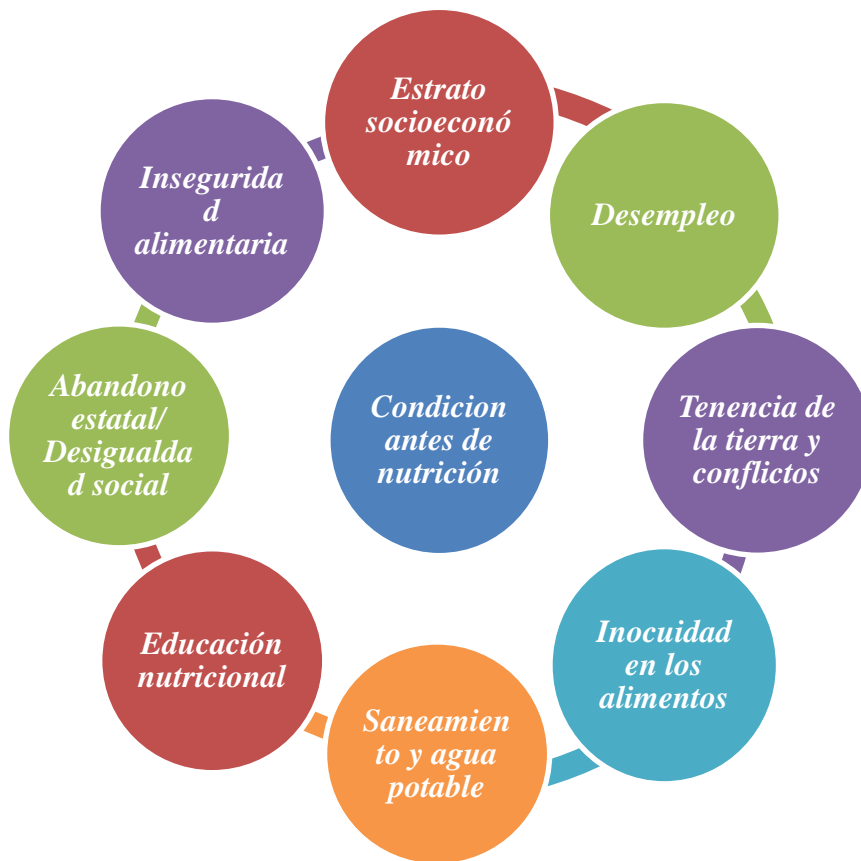 Estrato
socioeconó
mico
Desempleo
Tenencia de
la tierra y
conflictos
Inocuidad
en los
alimentos
Saneamien
to y agua
potable
Educación
nutricional
Abandono
estatal/
Desigualda
d social
Insegurida
d
alimentaria
Condicion
antes de
nutrición